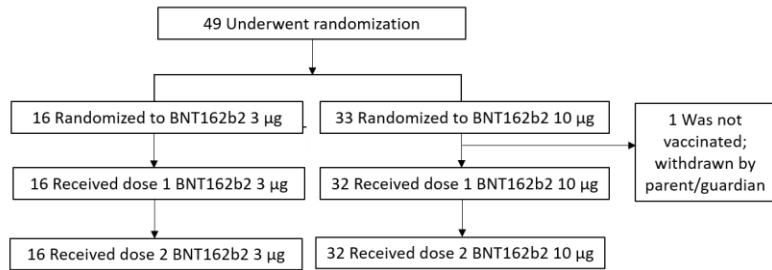 49 Underwent randomization
16 Randomized to BNT162b2 3 µg
33 Randomized to BNT162b2 10 µg
1 Was not
vaccinated;
withdrawn by
parent/guardian
16 Received dose 1 BNT162b2 3 µg
32 Received dose 1 BNT162b2 10 µg
16 Received dose 2 BNT162b2 3 µg
32 Received dose 2 BNT162b2 10 µg